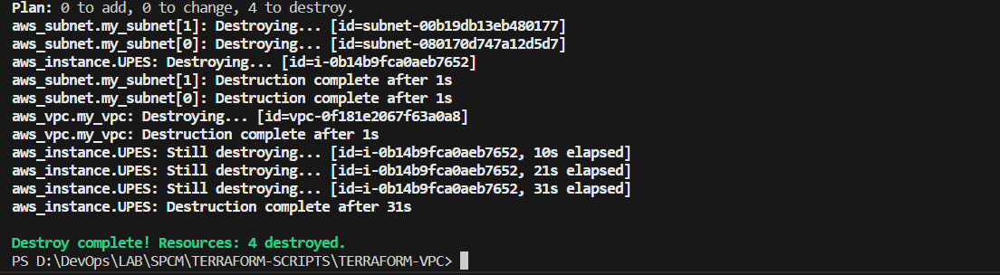 Plan: 0 to add, 0 to change, 4 to destroy.
aws_subnet.my_subnet[1]: Destroying... [id=subnet-00b19db13eb480177]
aws_subnet.my_subnet[0]: Destroying... [id=subnet-080170d747a12d5d7]
aws_instance.UPES: Destroying... [id=i-0b14b9fca0aeb7652]
aws_subnet.my_subnet[1]: Destruction complete after 1s
aws_subnet.my_subnet[0]: Destruction complete after 1s
aws_vpc.my_vpc: Destroying... [id=vpc-0f181e2067f63a0a8]
aws_vpc.my_vpc: Destruction complete after 1s
aws_instance.UPES: Still destroying... [id=i-0b14b9fca0aeb7652, 10s elapsed]
aws_instance.UPES: Still destroying... [id=i-0b14b9fca0aeb7652, 21s elapsed]
aws_instance.UPES: Still destroying... [id=i-0b14b9fca0aeb7652, 31s elapsed]
aws_instance.UPES: Destruction complete after 31s
Destroy complete! Resources: 4 destroyed.
PS D:\DevOps\LAB\SPCM\TERRAFORM-SCRIPTS\TERRAFORM-VPC>